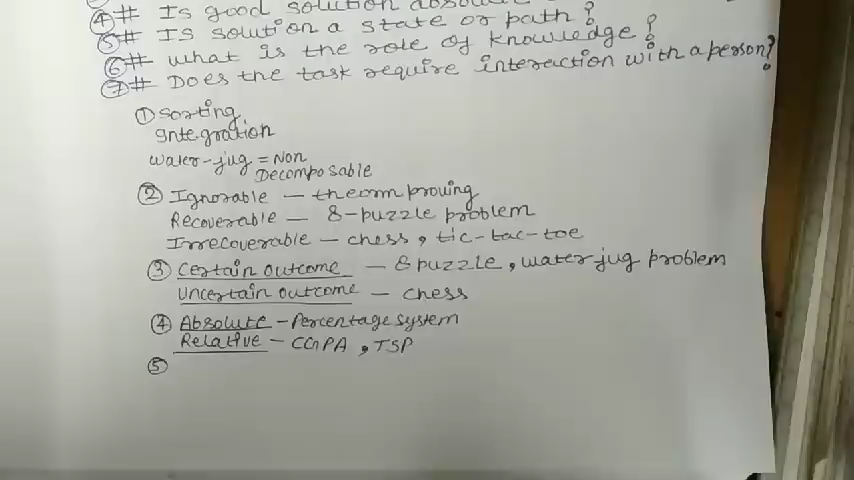 ④# Is good solution absol
⑤# Is solution a state or path?
⑥# What is the role of knowledge?
⑦# Does the task require interaction with a person?
① Sorting
Integration
Water-jug = Non
Decomposable
② Ignorable — theorm proving
Recoverable — 8-puzzle problem
Irrecoverable — chess, tic-tac-toe
③ Certain outcome — 8 puzzle, water jug problem
Uncertain outcome — chess
④ Absolute - Percentage system
Relative - CGPA, TSP
⑤